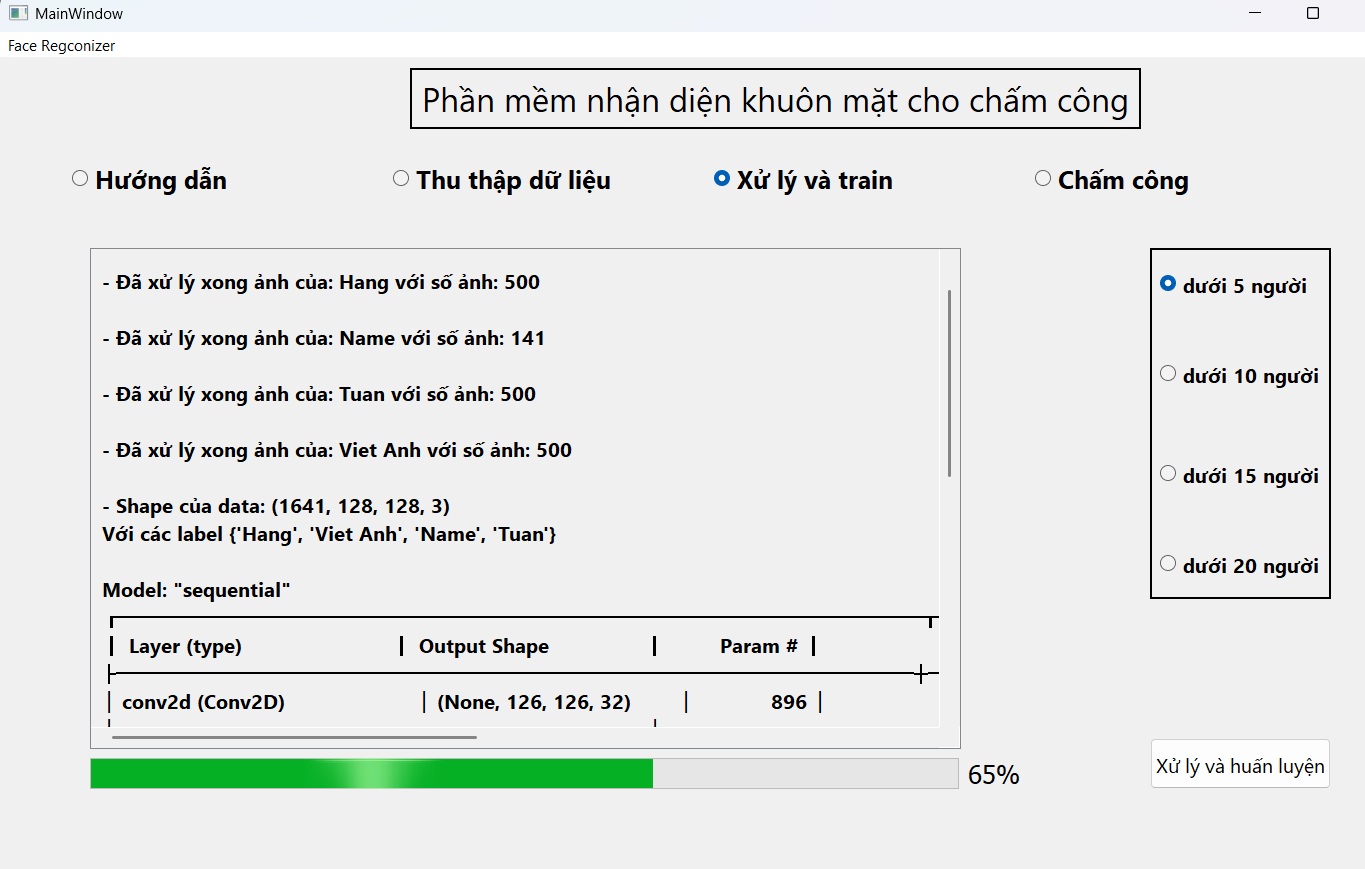 MainWindow
Face Regconizer
Phần mềm nhận diện khuôn mặt cho chấm công
Hướng dẫn
Thu thập dữ liệu
Xử lý và train
Chấm công
- Đã xử lý xong ảnh của: Hang với số ảnh: 500
- Đã xử lý xong ảnh của: Name với số ảnh: 141
- Đã xử lý xong ảnh của: Tuan với số ảnh: 500
- Đã xử lý xong ảnh của: Viet Anh với số ảnh: 500
- Shape của data: (1641, 128, 128, 3)
Với các label {'Hang', 'Viet Anh', 'Name', 'Tuan'}
Model: "sequential"
Layer (type) Output Shape Param #
conv2d (Conv2D) (None, 126, 126, 32) 896
65%
dưới 5 người
dưới 10 người
dưới 15 người
dưới 20 người
Xử lý và huấn luyện